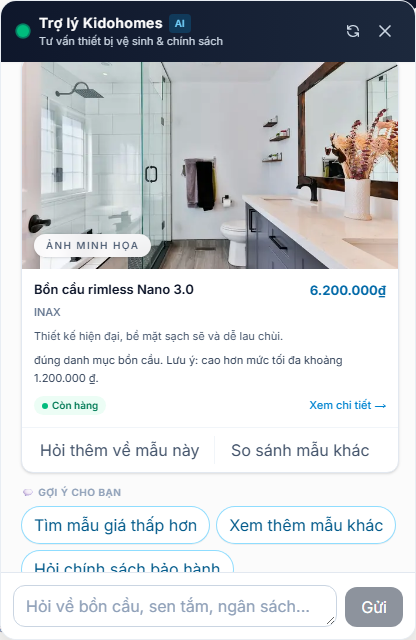 Trợ lý Kidohomes AI
Tư vấn thiết bị vệ sinh & chính sách
ẢNH MINH HỌA
Bồn cầu rimless Nano 3.0 6.200.000₫
INAX
Thiết kế hiện đại, bề mặt sạch sẽ và dễ lau chùi.
đúng danh mục bồn cầu. Lưu ý: cao hơn mức tối đa khoảng
1.200.000 ₫.
Còn hàng Xem chi tiết →
Hỏi thêm về mẫu này So sánh mẫu khác
GỢI Ý CHO BẠN
Tìm mẫu giá thấp hơn Xem thêm mẫu khác
Hỏi chính sách bảo hành
Hỏi về bồn cầu, sen tắm, ngân sách... Gửi